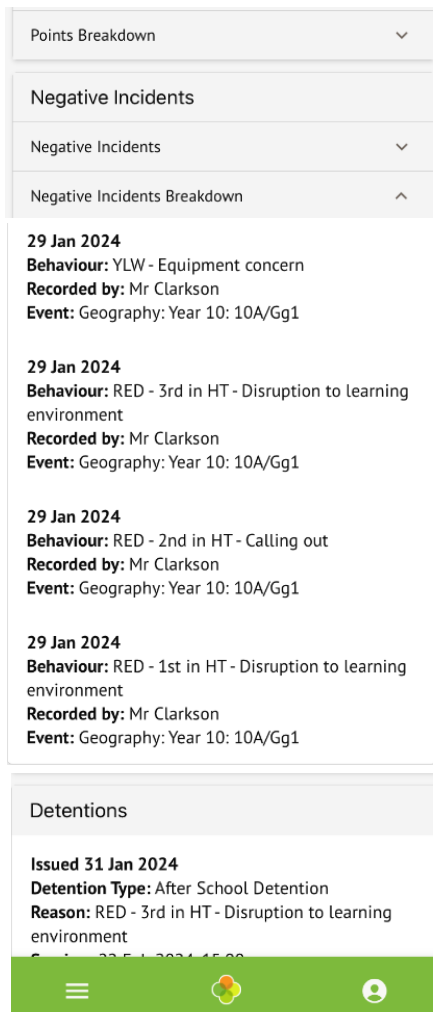 Points Breakdown
Negative Incidents
Negative Incidents
Negative Incidents Breakdown
29 Jan 2024
Behaviour: YLW - Equipment concern
Recorded by: Mr Clarkson
Event: Geography: Year 10: 10A/Gg1
29 Jan 2024
Behaviour: RED - 3rd in HT - Disruption to learning
environment
Recorded by: Mr Clarkson
Event: Geography: Year 10: 10A/Gg1
29 Jan 2024
Behaviour: RED - 2nd in HT - Calling out
Recorded by: Mr Clarkson
Event: Geography: Year 10: 10A/Gg1
29 Jan 2024
Behaviour: RED - 1st in HT - Disruption to learning
environment
Recorded by: Mr Clarkson
Event: Geography: Year 10: 10A/Gg1
Detentions
Issued 31 Jan 2024
Detention Type: After School Detention
Reason: RED - 3rd in HT - Disruption to learning
environment